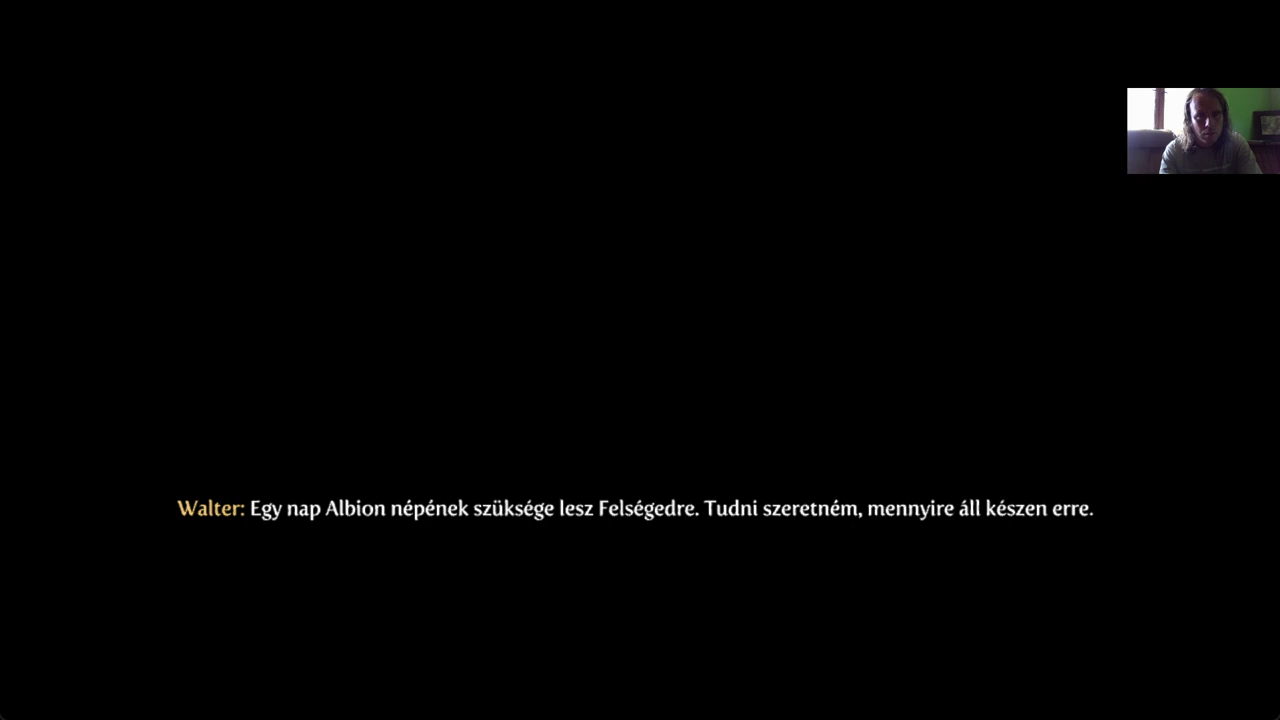 Walter: Egy nap Albion népének szüksége lesz Felségedre. Tudni szeretném, mennyire áll készen erre.